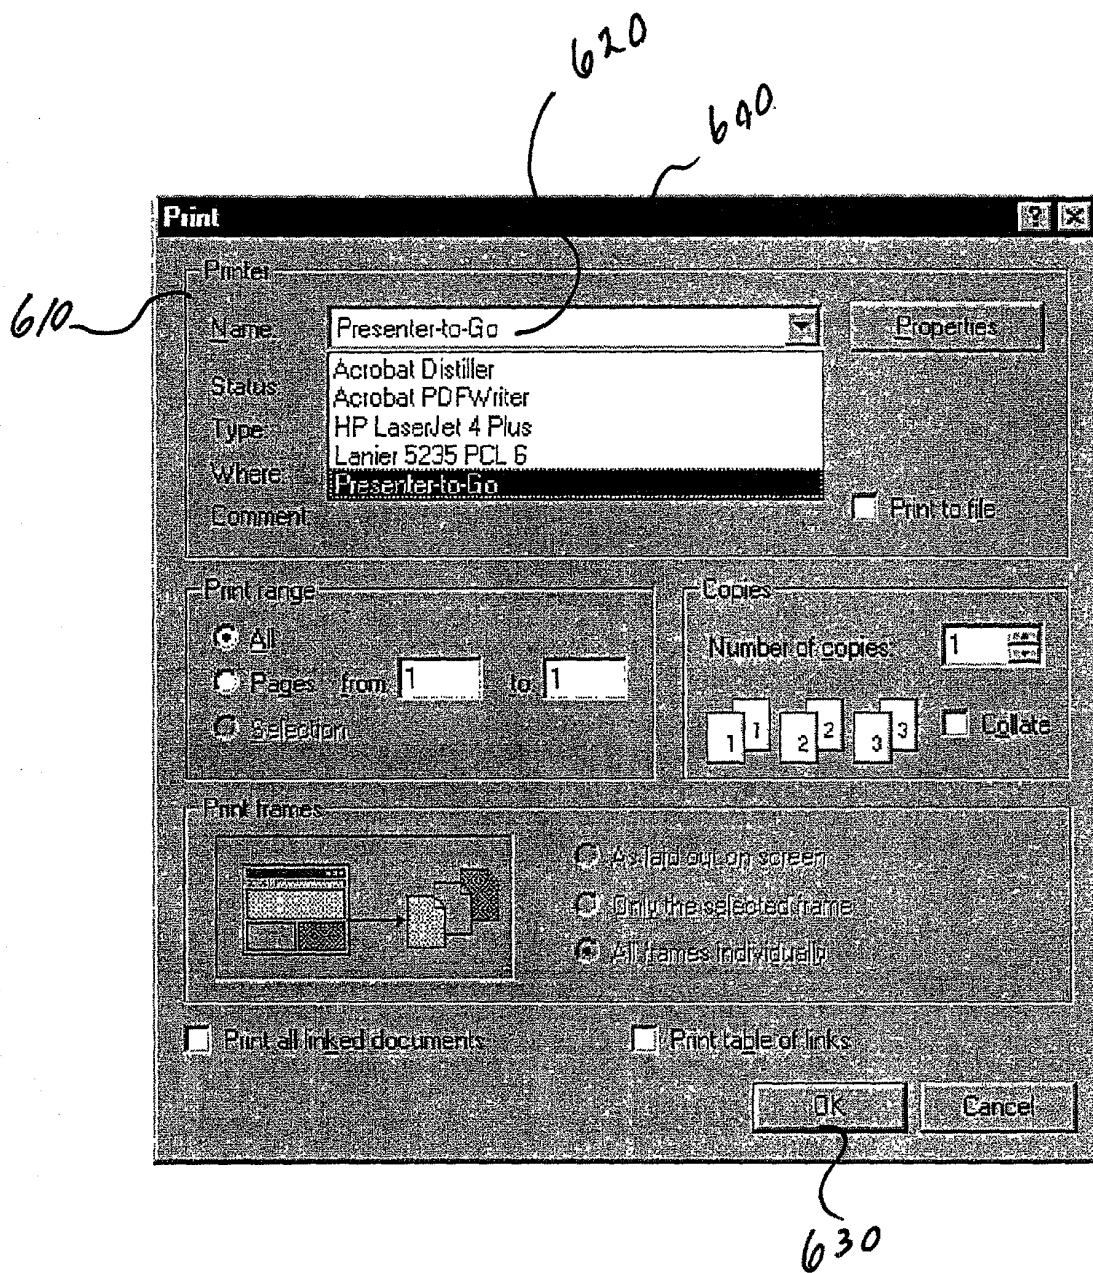 620
640
Print
Printer
610
Name:
Presenter-to-Go
Properties
Acrobat Distiller
Status:
Acrobat PDFWriter
Type:
HP LaserJet 4 Plus
Lanier 5235 PCL 6
Where:
Presenter-to-Go
Comment:
Print to file
Print range
Copies
All
Number of copies: 1
Pages from: 1 to: 1
Selection
1 1 2 2 3 3 Collate
Print frames
As laid out on screen
Only the selected frame
All frames individually
Print all linked documents
Print table of links
OK
Cancel
630